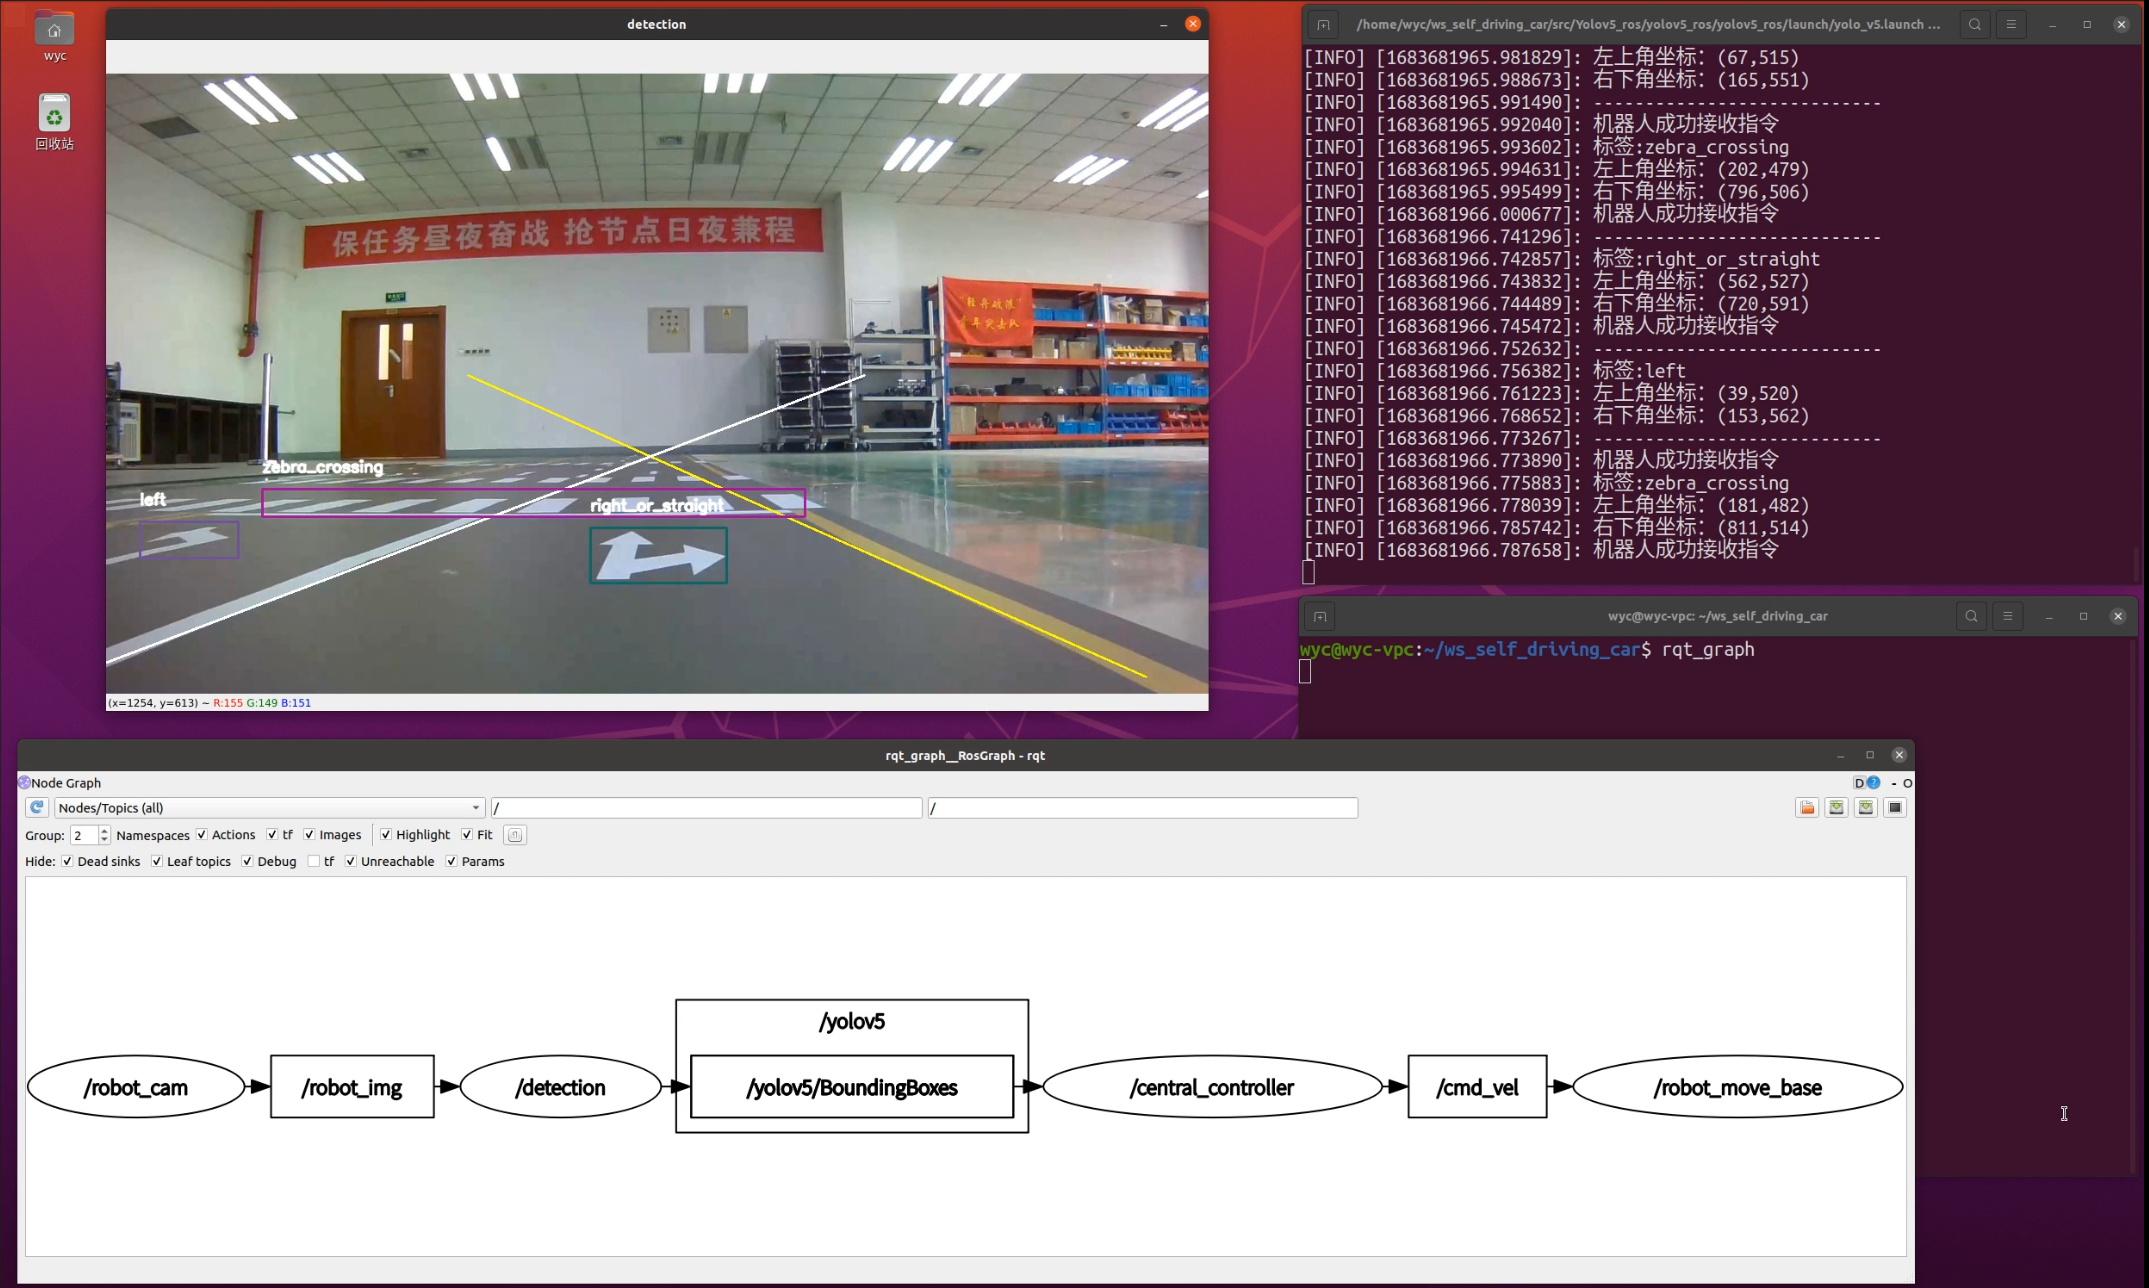 wyc
回收站
detection
保任务昼夜奋战 抢节点日夜兼程
zebra_crossing
left
right_or_straight
(x=1254, y=613) ~ R:155 G:149 B:151
/home/wyc/ws_self_driving_car/src/Yolov5_ros/yolov5_ros/yolov5_ros/launch/yolo_v5.launch ...
[INFO] [1683681965.981829]: 左上角坐标: (67,515)
[INFO] [1683681965.988673]: 右下角坐标: (165,551)
[INFO] [1683681965.991490]: ----------------------------
[INFO] [1683681965.992040]: 机器人成功接收指令
[INFO] [1683681965.993602]: 标签:zebra_crossing
[INFO] [1683681965.994631]: 左上角坐标: (202,479)
[INFO] [1683681965.995499]: 右下角坐标: (796,506)
[INFO] [1683681966.000677]: 机器人成功接收指令
[INFO] [1683681966.741296]: ----------------------------
[INFO] [1683681966.742857]: 标签:right_or_straight
[INFO] [1683681966.743832]: 左上角坐标: (562,527)
[INFO] [1683681966.744489]: 右下角坐标: (720,591)
[INFO] [1683681966.745472]: 机器人成功接收指令
[INFO] [1683681966.752632]: ----------------------------
[INFO] [1683681966.756382]: 标签:left
[INFO] [1683681966.761223]: 左上角坐标: (39,520)
[INFO] [1683681966.768652]: 右下角坐标: (153,562)
[INFO] [1683681966.773267]: ----------------------------
[INFO] [1683681966.773890]: 机器人成功接收指令
[INFO] [1683681966.775883]: 标签:zebra_crossing
[INFO] [1683681966.778039]: 左上角坐标: (181,482)
[INFO] [1683681966.785742]: 右下角坐标: (811,514)
[INFO] [1683681966.787658]: 机器人成功接收指令
wyc@wyc-vpc: ~/ws_self_driving_car
wyc@wyc-vpc:~/ws_self_driving_car$ rqt_graph
rqt_graph__RosGraph - rqt
Node Graph
D ? - O
Nodes/Topics (all) / /
Group: 2 Namespaces Actions tf Images Highlight Fit
Hide: Dead sinks Leaf topics Debug tf Unreachable Params
/yolov5
/robot_cam /robot_img /detection /yolov5/BoundingBoxes /central_controller /cmd_vel /robot_move_base